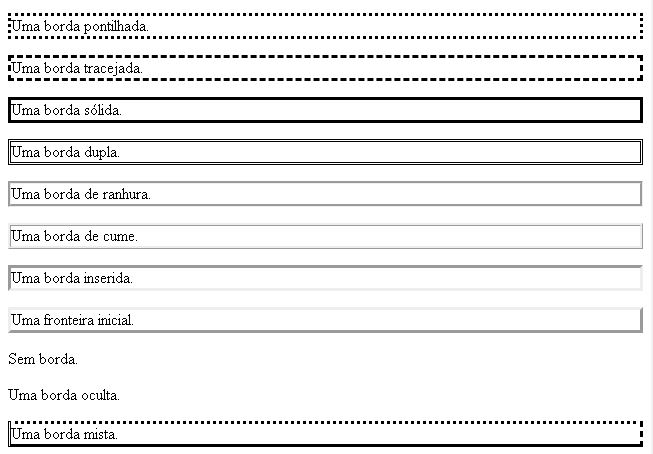 Uma borda pontilhada.
Uma borda tracejada.
Uma borda sólida.
Uma borda dupla.
Uma borda de ranhura.
Uma borda de cume.
Uma borda inserida.
Uma fronteira inicial.
Sem borda.
Uma borda oculta.
Uma borda mista.